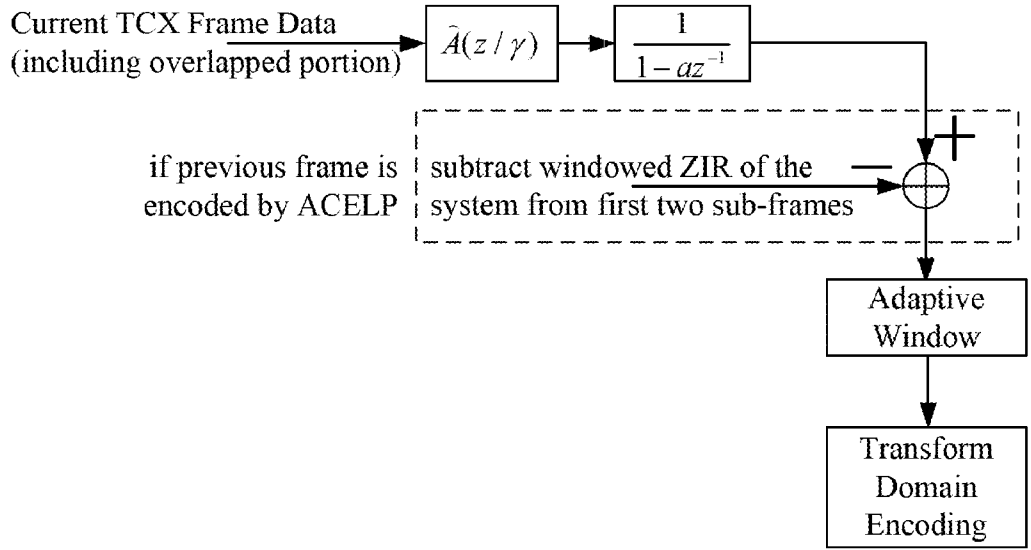 Current TCX Frame Data
(including overlapped portion)
Â(z/γ)
1
1-az⁻¹
+
if previous frame is
encoded by ACELP
subtract windowed ZIR of the
system from first two sub-frames
−
Adaptive
Window
Transform
Domain
Encoding